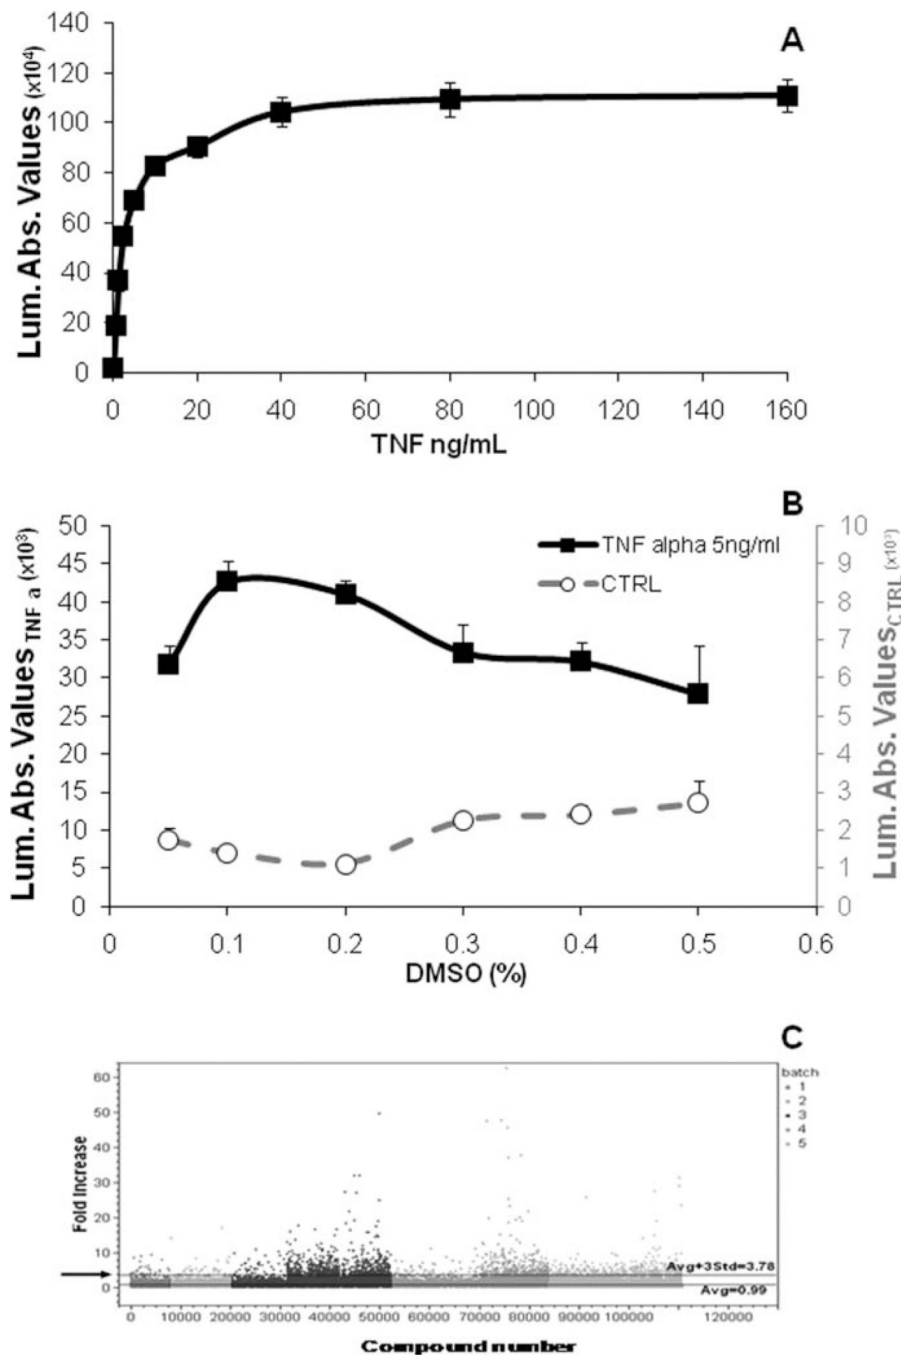 A
Lum. Abs. Values (x10⁴)
140
120
100
80
60
40
20
0
0 20 40 60 80 100 120 140 160
TNF ng/mL
B
Lum. Abs. Values TNF a (x10³)
50
45
40
35
30
25
20
15
10
5
0
TNF alpha 5ng/ml
CTRL
10
9
8
7
6
5
4
3
2
1
0
Lum. Abs. Values CTRL (x10³)
0 0.1 0.2 0.3 0.4 0.5 0.6
DMSO (%)
C
Fold Increase
60
50
40
30
20
10
0
batch
1
2
3
4
5
Avg+3Std=3.78
Avg=0.99
0 10000 20000 30000 40000 50000 60000 70000 80000 90000 100000 120000
Compound number